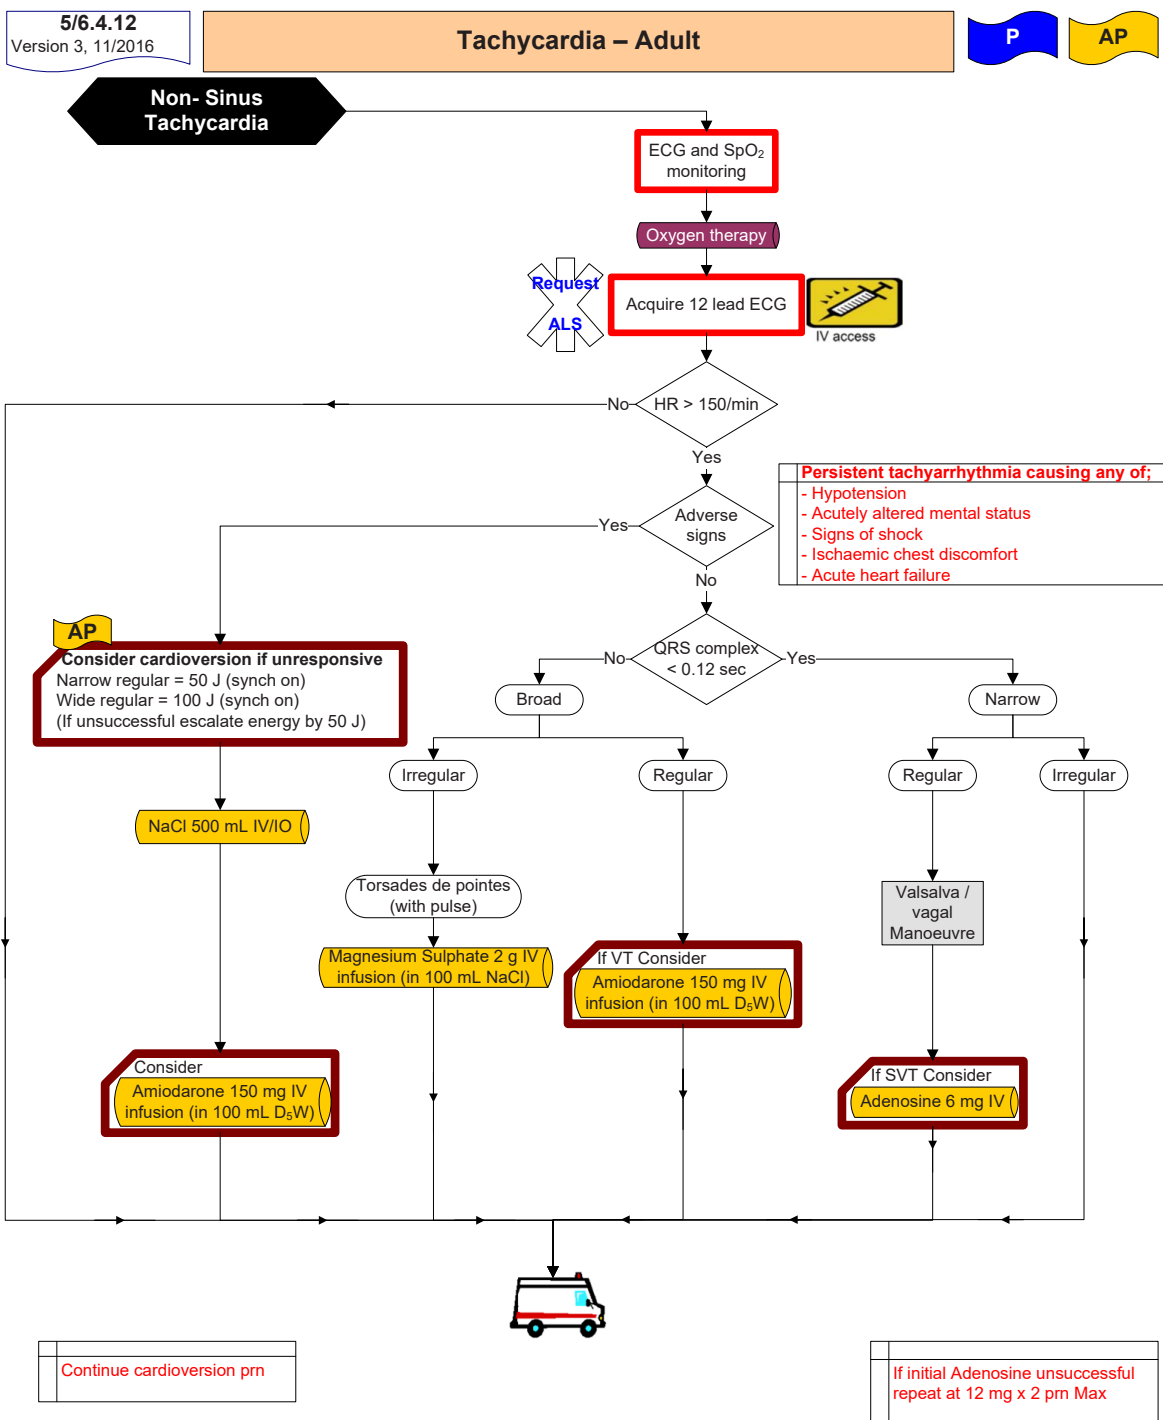 5/6.4.12
Version 3, 11/2016
Tachycardia – Adult
P
AP
Non- Sinus
Tachycardia
ECG and SpO₂
monitoring
Oxygen therapy
Request
ALS
Acquire 12 lead ECG
IV access
No
HR > 150/min
Yes
Persistent tachyarrhythmia causing any of;
- Hypotension
- Acutely altered mental status
- Signs of shock
- Ischaemic chest discomfort
- Acute heart failure
Yes
Adverse
signs
No
AP
Consider cardioversion if unresponsive
Narrow regular = 50 J (synch on)
Wide regular = 100 J (synch on)
(If unsuccessful escalate energy by 50 J)
No
QRS complex
< 0.12 sec
Yes
Broad
Narrow
Irregular
Regular
Regular
Irregular
NaCl 500 mL IV/IO
Torsades de pointes
(with pulse)
Valsalva /
vagal
Manoeuvre
Magnesium Sulphate 2 g IV
infusion (in 100 mL NaCl)
If VT Consider
Amiodarone 150 mg IV
infusion (in 100 mL D₅W)
Consider
Amiodarone 150 mg IV
infusion (in 100 mL D₅W)
If SVT Consider
Adenosine 6 mg IV
Continue cardioversion prn
If initial Adenosine unsuccessful
repeat at 12 mg x 2 prn Max